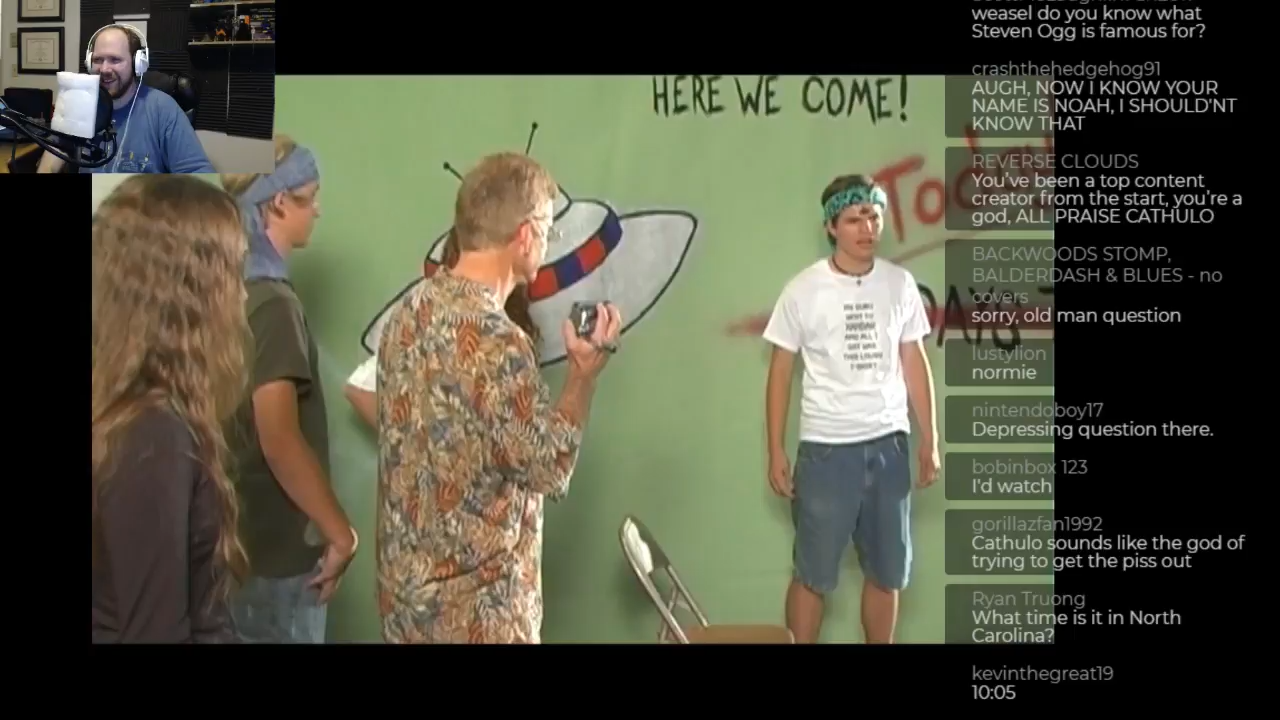 weasel do you know what
Steven Ogg is famous for?
crashthehedgehog91
AUGH, NOW I KNOW YOUR
NAME IS NOAH, I SHOULD'NT
KNOW THAT
REVERSE CLOUDS
You've been a top content
creator from the start, you're a
god, ALL PRAISE CATHULO
BACKWOODS STOMP,
BALDERDASH & BLUES - no
covers
sorry, old man question
lustylion
normie
nintendoboy17
Depressing question there.
bobinbox 123
I'd watch
gorillazfan1992
Cathulo sounds like the god of
trying to get the piss out
Ryan Truong
What time is it in North
Carolina?
kevinthegreat19
10:05
HERE WE COME!
Today
DAYS